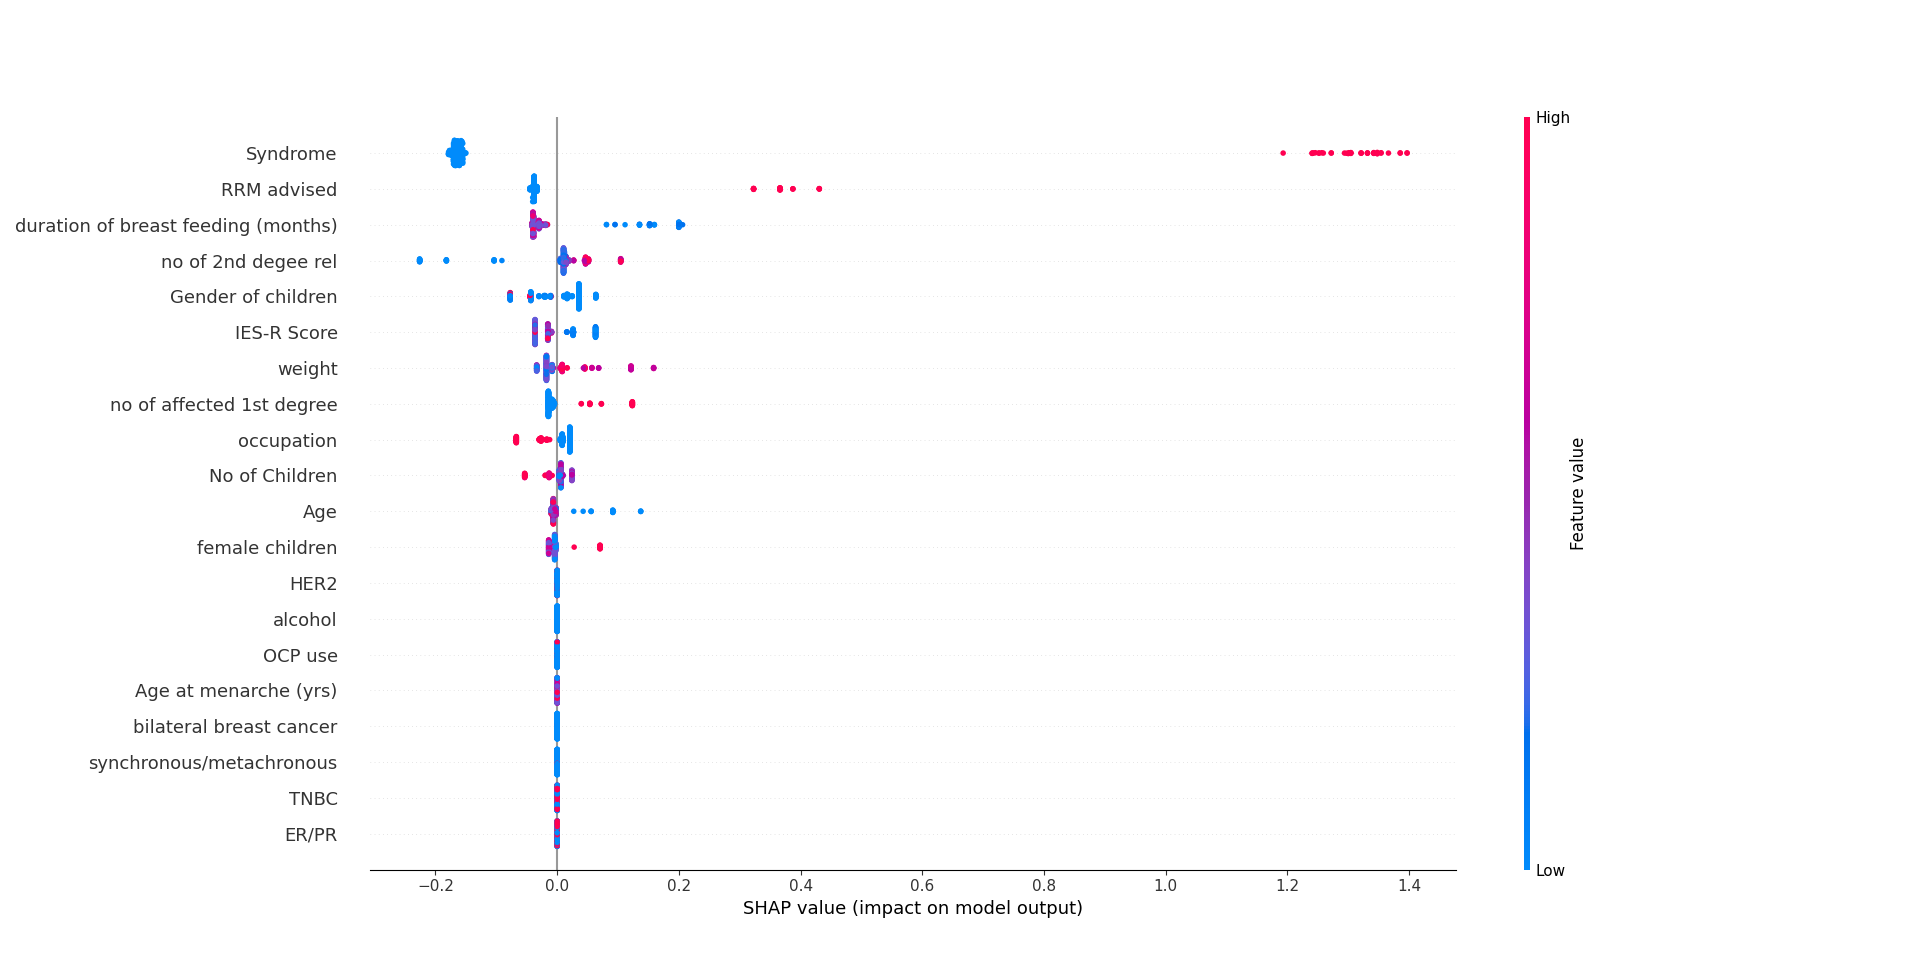 High
Syndrome
RRM advised
duration of breast feeding (months)
no of 2nd degee rel
Gender of children
IES-R Score
weight
no of affected 1st degree
occupation
No of Children
Age
female children
HER2
alcohol
OCP use
Age at menarche (yrs)
bilateral breast cancer
synchronous/metachronous
TNBC
ER/PR
Feature value
Low
−0.2 0.0 0.2 0.4 0.6 0.8 1.0 1.2 1.4
SHAP value (impact on model output)